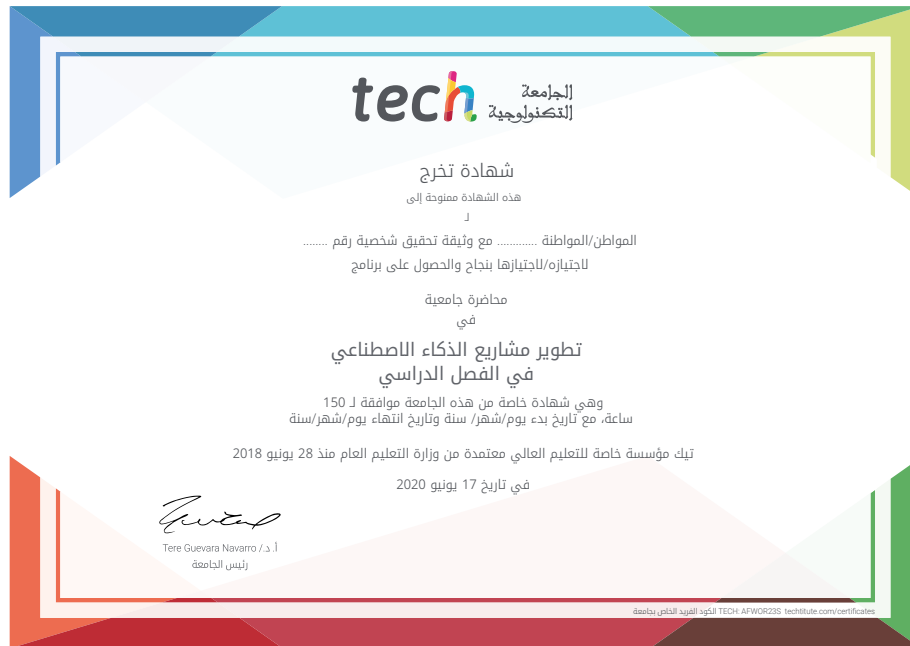 tech الجامعة
التكنولوجية
شهادة تخرج
هذه الشهادة ممنوحة إلى
لـ
المواطن/المواطنة ............ مع وثيقة تحقيق شخصية رقم ........
لاجتيازه/لاجتيازها بنجاح والحصول على برنامج
محاضرة جامعية
في
تطوير مشاريع الذكاء الاصطناعي
في الفصل الدراسي
وهي شهادة خاصة من هذه الجامعة موافقة لـ 150
ساعة، مع تاريخ بدء يوم/شهر/ سنة وتاريخ انتهاء يوم/شهر/سنة
تيك مؤسسة خاصة للتعليم العالي معتمدة من وزارة التعليم العام منذ 28 يونيو 2018
في تاريخ 17 يونيو 2020
أ. د./ Tere Guevara Navarro
رئيس الجامعة
الكود الفريد الخاص بجامعة TECH: AFWOR23S techtitute.com/certificates